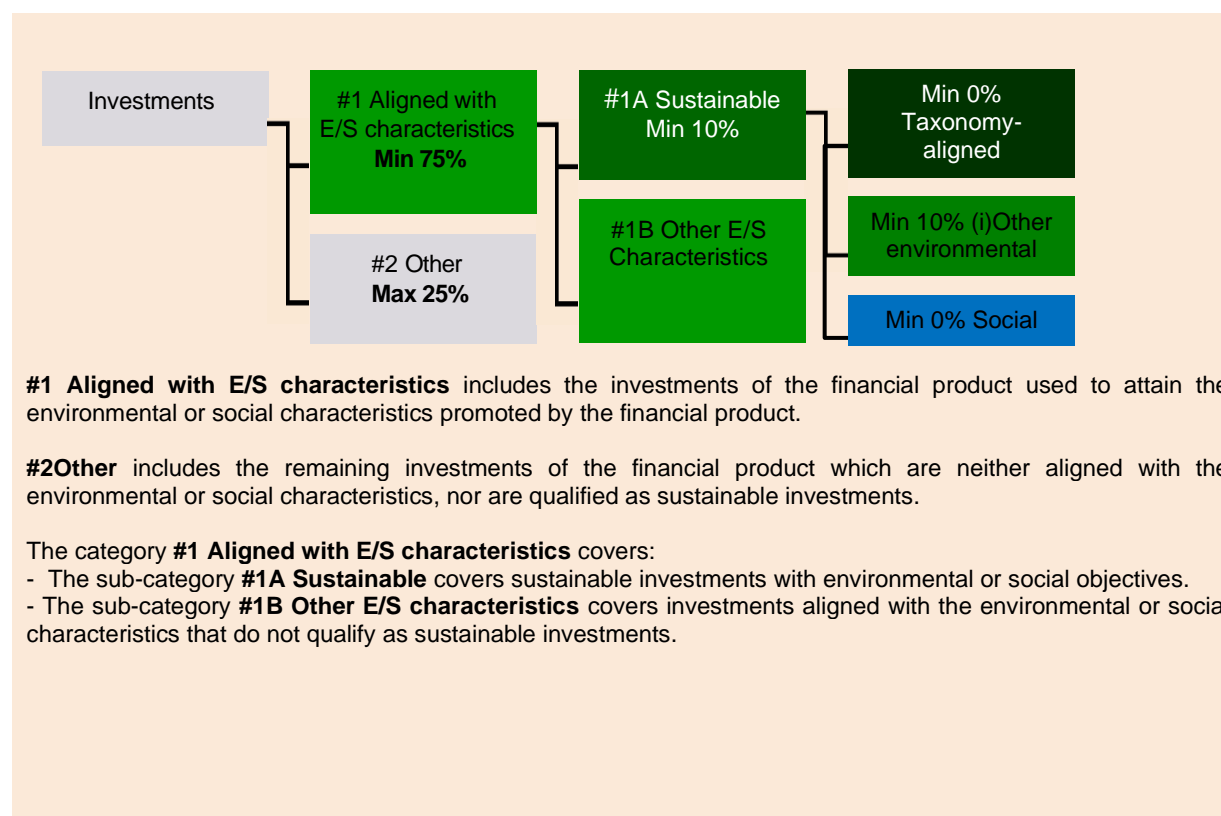 Investments
#1 Aligned with
E/S characteristics
Min 75%
#2 Other
Max 25%
#1A Sustainable
Min 10%
#1B Other E/S
Characteristics
Min 0%
Taxonomy-
aligned
Min 10% (i)Other
environmental
Min 0% Social
#1 Aligned with E/S characteristics includes the investments of the financial product used to attain the
environmental or social characteristics promoted by the financial product.
#2Other includes the remaining investments of the financial product which are neither aligned with the
environmental or social characteristics, nor are qualified as sustainable investments.
The category #1 Aligned with E/S characteristics covers:
- The sub-category #1A Sustainable covers sustainable investments with environmental or social objectives.
- The sub-category #1B Other E/S characteristics covers investments aligned with the environmental or social
characteristics that do not qualify as sustainable investments.